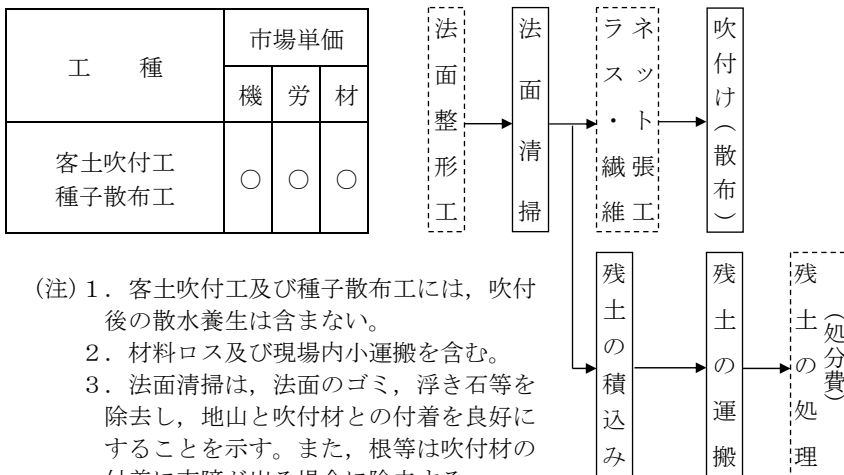 工 種
市場単価
機 労 材
客土吹付工
種子散布工
○ ○ ○
法面整形工
法面清掃
ラス・繊維
ネット張工
吹付け(散布)
残土の積込み
残土の運搬
残土の処理
(処分費)
(注)1.客土吹付工及び種子散布工には,吹付
後の散水養生は含まない。
2.材料ロス及び現場内小運搬を含む。
3.法面清掃は,法面のゴミ,浮き石等を
除去し,地山と吹付材との付着を良好に
することを示す。また,根等は吹付材の